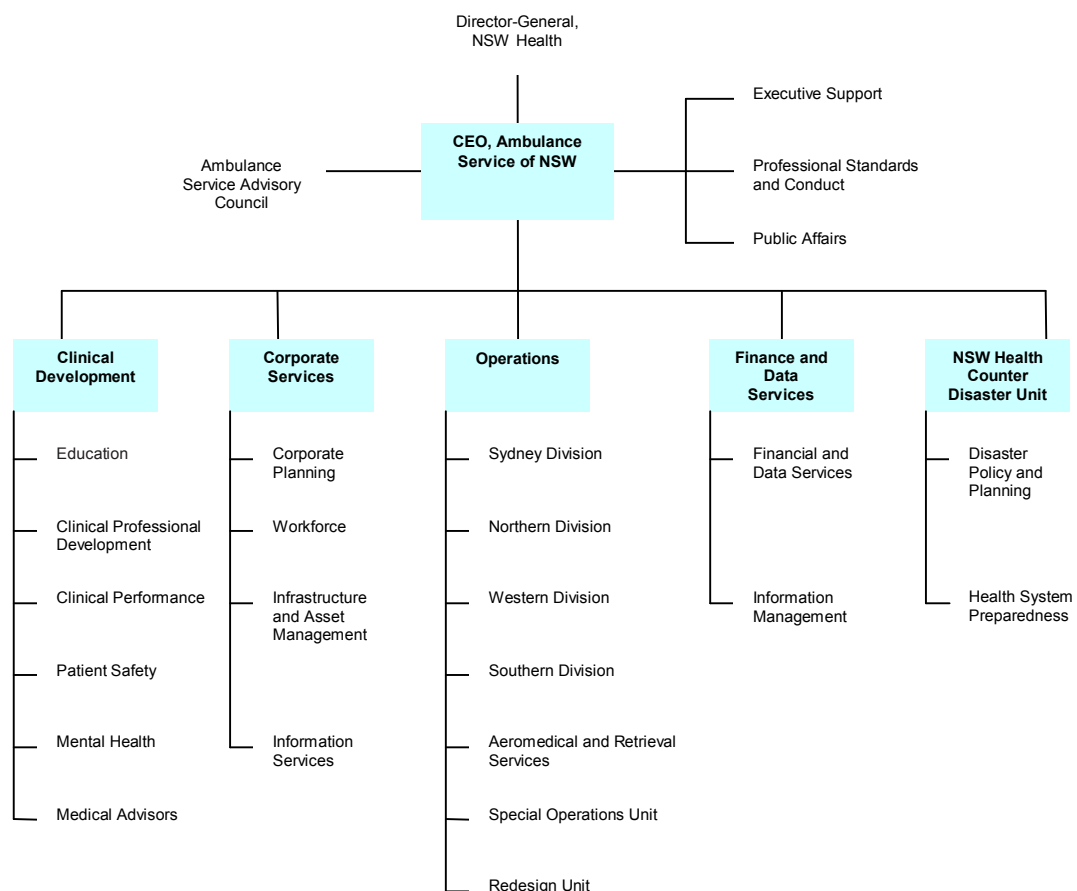 Director-General,
NSW Health
CEO, Ambulance
Service of NSW
Ambulance
Service Advisory
Council
Executive Support
Professional Standards
and Conduct
Public Affairs
Clinical
Development
Education
Clinical Professional
Development
Clinical Performance
Patient Safety
Mental Health
Medical Advisors
Corporate
Services
Corporate
Planning
Workforce
Infrastructure
and Asset
Management
Information
Services
Operations
Sydney Division
Northern Division
Western Division
Southern Division
Aeromedical and Retrieval
Services
Special Operations Unit
Redesign Unit
Finance and
Data
Services
Financial and
Data Services
Information
Management
NSW Health
Counter
Disaster Unit
Disaster
Policy and
Planning
Health System
Preparedness